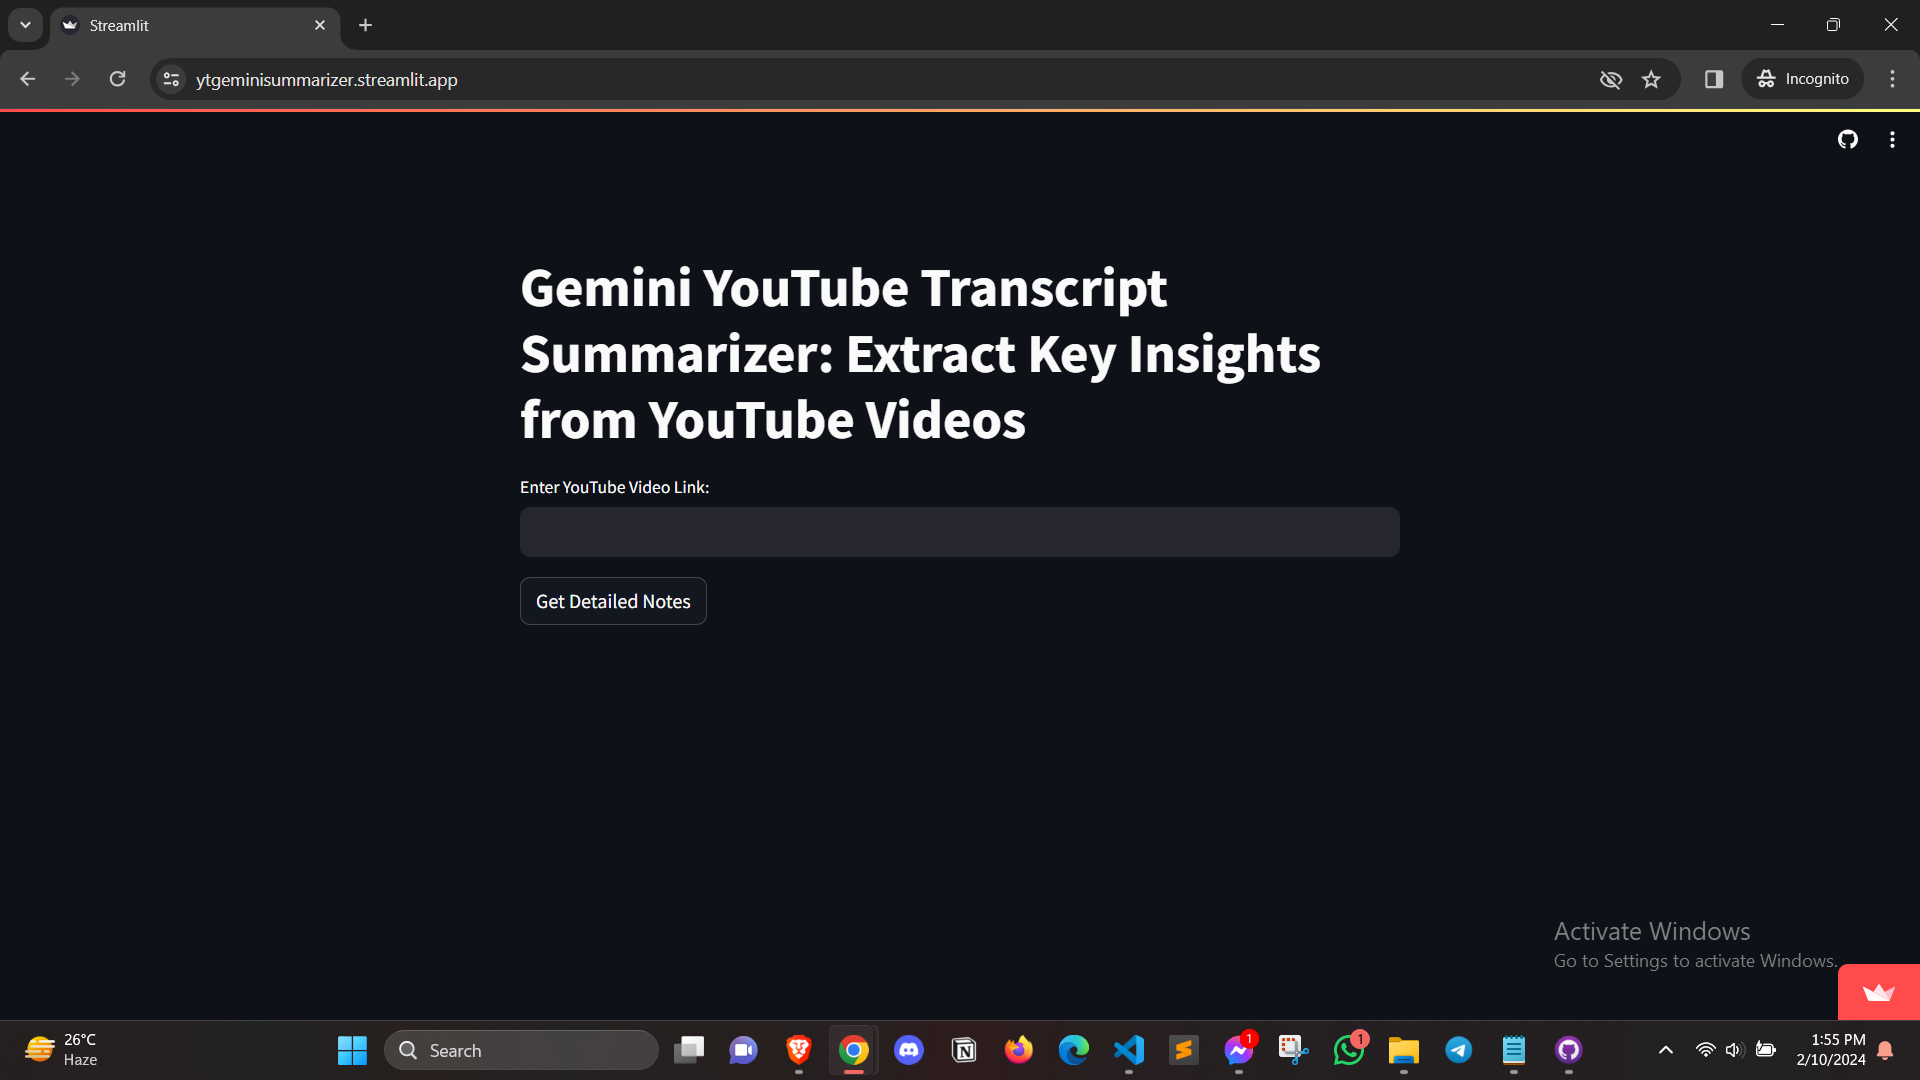 Streamlit
ytgeminisummarizer.streamlit.app
Incognito
Gemini YouTube Transcript
Summarizer: Extract Key Insights
from YouTube Videos
Enter YouTube Video Link:
Get Detailed Notes
Activate Windows
Go to Settings to activate Windows.
26°C
Haze
Search
1
1
1:55 PM
2/10/2024